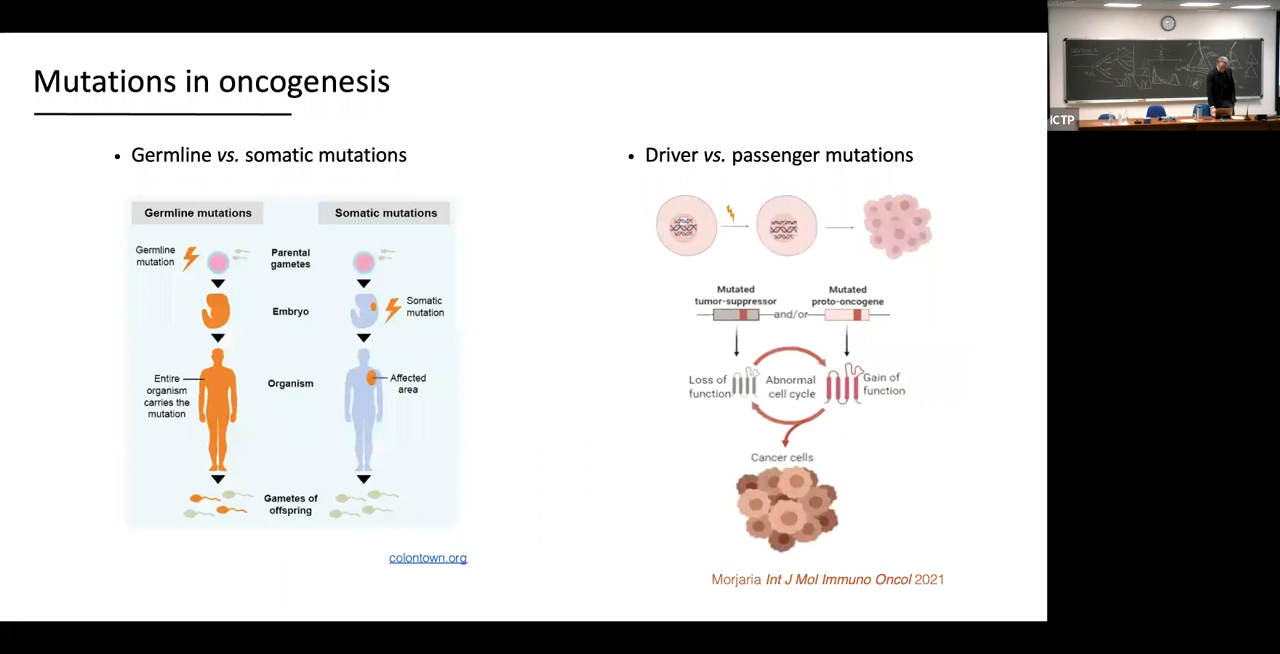 Mutations in oncogenesis
• Germline vs. somatic mutations
Germline mutations
Somatic mutations
Germline
mutation
Parental
gametes
Embryo
Somatic
mutation
Entire
organism
carries the
mutation
Organism
Affected
area
Gametes of
offspring
colontown.org
• Driver vs. passenger mutations
Mutated
tumor-suppressor
Mutated
proto-oncogene
and/or
Loss of
function
Abnormal
cell cycle
Gain of
function
Cancer cells
Morjaria Int J Mol Immuno Oncol 2021
ICTP